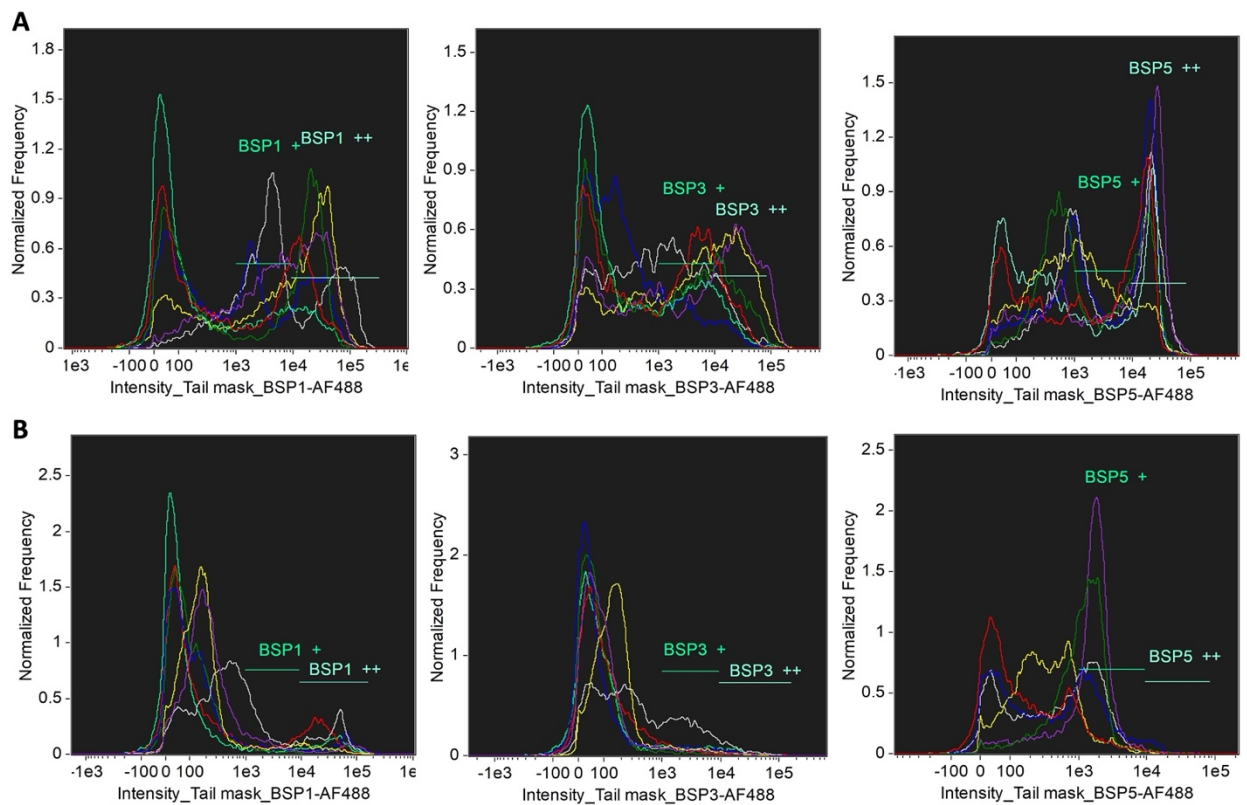 A
Normalized Frequency
1.8
1.5
1.2
0.9
0.6
0.3
0
BSP1 +
BSP1 ++
-1e3 -100 0 100 1e3 1e4 1e5 1e
Intensity_Tail mask_BSP1-AF488
Normalized Frequency
1.5
1.2
0.9
0.6
0.3
0
BSP3 +
BSP3 ++
-1e3 -100 0 100 1e3 1e4 1e5
Intensity_Tail mask_BSP3-AF488
Normalized Frequency
1.5
1.2
0.9
0.6
0.3
0
BSP5 ++
BSP5 +
-1e3 -100 0 100 1e3 1e4 1e5
Intensity_Tail mask_BSP5-AF488
B
Normalized Frequency
2.5
2
1.5
1
0.5
0
BSP1 +
BSP1 ++
-1e3 -100 0 100 1e3 1e4 1e5 1e
Intensity_Tail mask_BSP1-AF488
Normalized Frequency
3
2
1
0
BSP3 +
BSP3 ++
-1e3 -100 0 100 1e3 1e4 1e5
Intensity_Tail mask_BSP3-AF488
Normalized Frequency
2.5
2
1.5
1
0.5
0
BSP5 +
BSP5 ++
-100 0 100 1e3 1e4 1e5
Intensity_Tail mask_BSP5-AF488